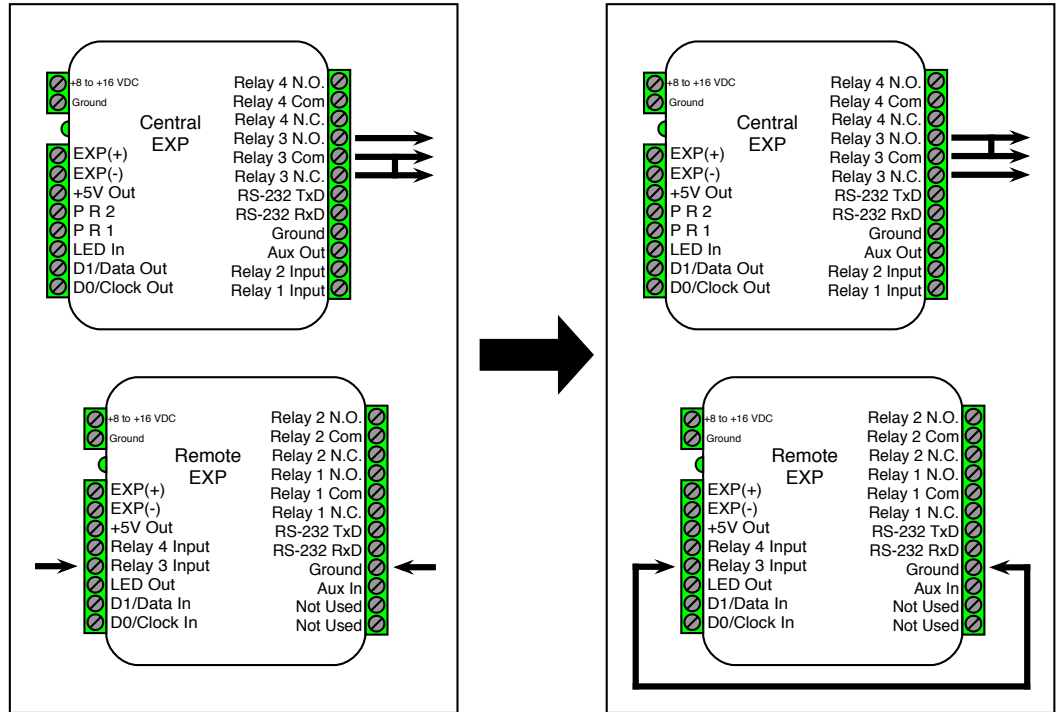 +8 to +16 VDC
Ground
Central
EXP
EXP(+)
EXP(-)
+5V Out
P R 2
P R 1
LED In
D1/Data Out
D0/Clock Out
Relay 4 N.O.
Relay 4 Com
Relay 4 N.C.
Relay 3 N.O.
Relay 3 Com
Relay 3 N.C.
RS-232 TxD
RS-232 RxD
Ground
Aux Out
Relay 2 Input
Relay 1 Input
+8 to +16 VDC
Ground
Remote
EXP
EXP(+)
EXP(-)
+5V Out
Relay 4 Input
Relay 3 Input
LED Out
D1/Data In
D0/Clock In
Relay 2 N.O.
Relay 2 Com
Relay 2 N.C.
Relay 1 N.O.
Relay 1 Com
Relay 1 N.C.
RS-232 TxD
RS-232 RxD
Ground
Aux In
Not Used
Not Used
+8 to +16 VDC
Ground
Central
EXP
EXP(+)
EXP(-)
+5V Out
P R 2
P R 1
LED In
D1/Data Out
D0/Clock Out
Relay 4 N.O.
Relay 4 Com
Relay 4 N.C.
Relay 3 N.O.
Relay 3 Com
Relay 3 N.C.
RS-232 TxD
RS-232 RxD
Ground
Aux Out
Relay 2 Input
Relay 1 Input
+8 to +16 VDC
Ground
Remote
EXP
EXP(+)
EXP(-)
+5V Out
Relay 4 Input
Relay 3 Input
LED Out
D1/Data In
D0/Clock In
Relay 2 N.O.
Relay 2 Com
Relay 2 N.C.
Relay 1 N.O.
Relay 1 Com
Relay 1 N.C.
RS-232 TxD
RS-232 RxD
Ground
Aux In
Not Used
Not Used